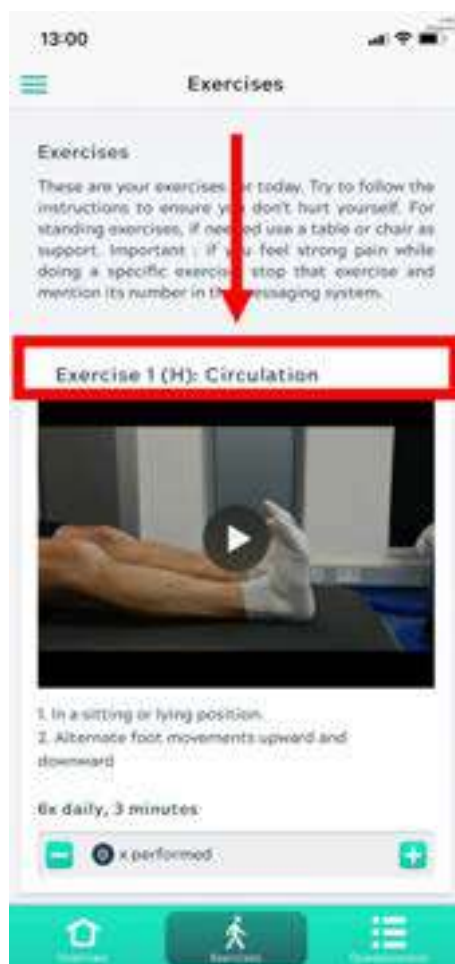 13:00
Exercises
Exercises
These are your exercises for today. Try to follow the
instructions to ensure you don't hurt yourself. For
standing exercises, if needed use a table or chair as
support. Important : if you feel strong pain while
doing a specific exercise stop that exercise and
mention its number in the messaging system.
Exercise 1 (H): Circulation
1. In a sitting or lying position.
2. Alternate foot movements upward and
downward
6x daily, 3 minutes
0 x performed
Exercises